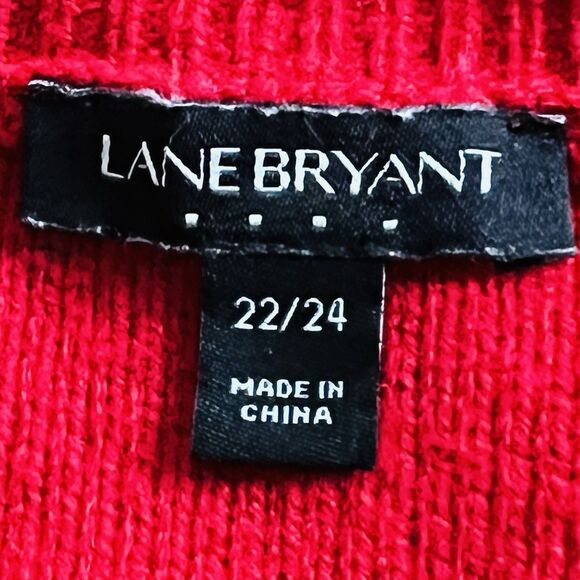 LANE BRYANT
22/24
MADE IN
CHINA